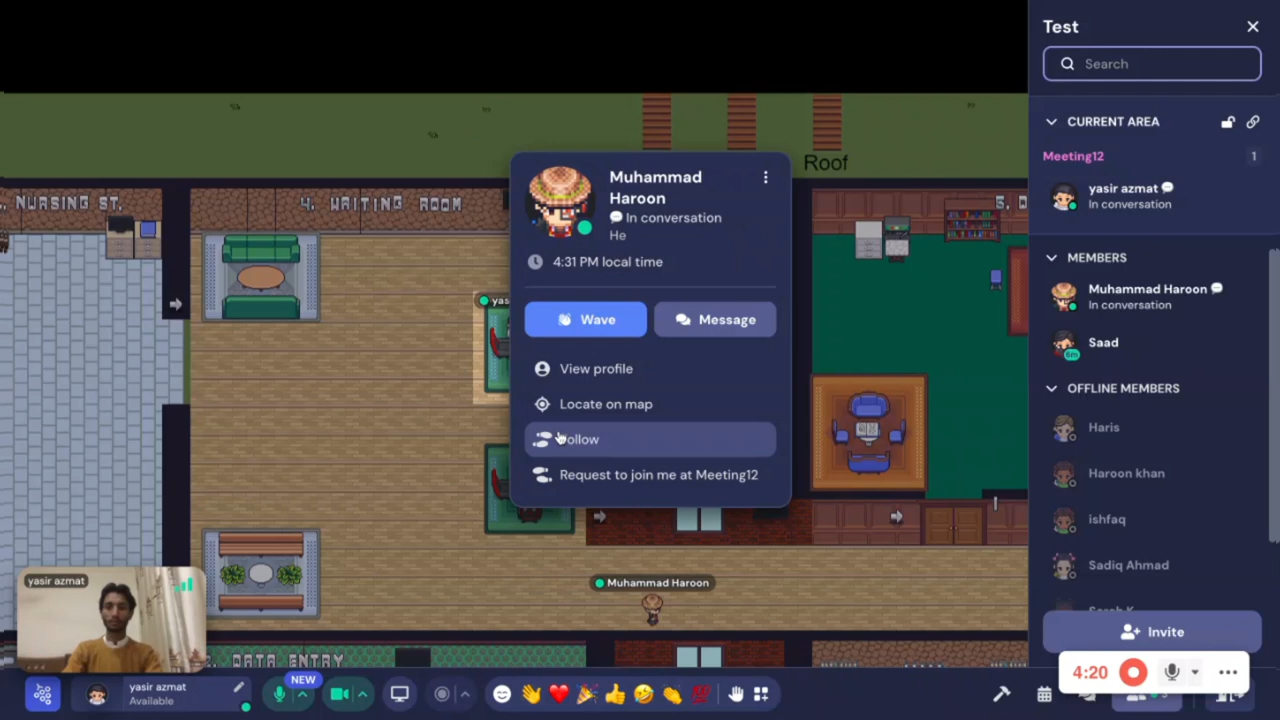 Test
Search
CURRENT AREA
Meeting12
1
yasir azmat
In conversation
MEMBERS
Muhammad Haroon
In conversation
Saad
6m
OFFLINE MEMBERS
Haris
Haroon khan
ishfaq
Sadiq Ahmad
Invite
4:20
Roof
NURSING ST.
4. WAITING ROOM
Muhammad
Haroon
In conversation
He
4:31 PM local time
Wave
Message
View profile
Locate on map
Follow
Request to join me at Meeting12
Muhammad Haroon
yasir azmat
DATA ENTRY
yasir azmat
Available
NEW